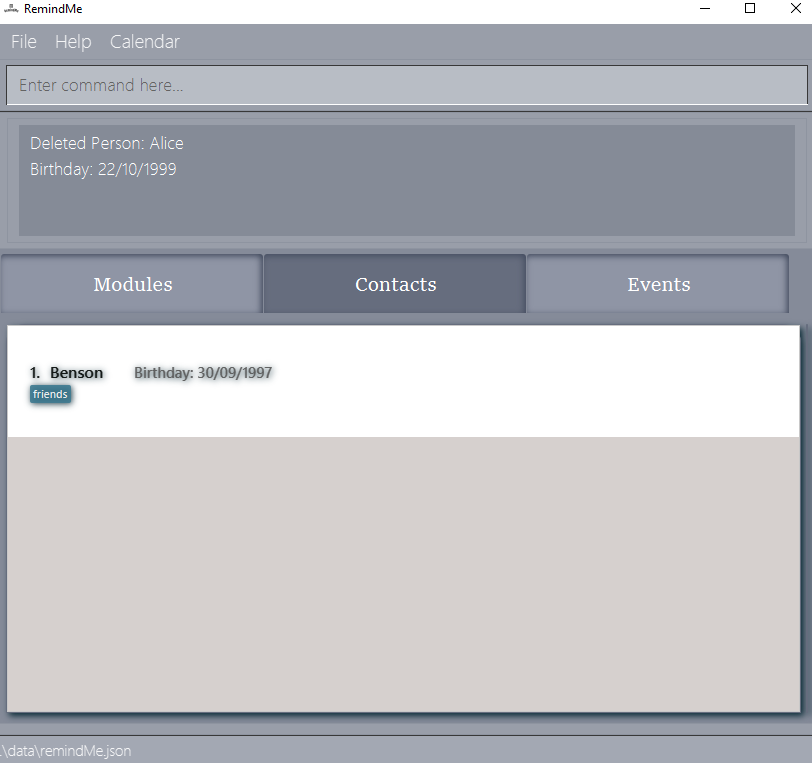 RemindMe
File Help Calendar
Enter command here...
Deleted Person: Alice
Birthday: 22/10/1999
Modules Contacts Events
1. Benson Birthday: 30/09/1997
friends
.\data\remindMe.json